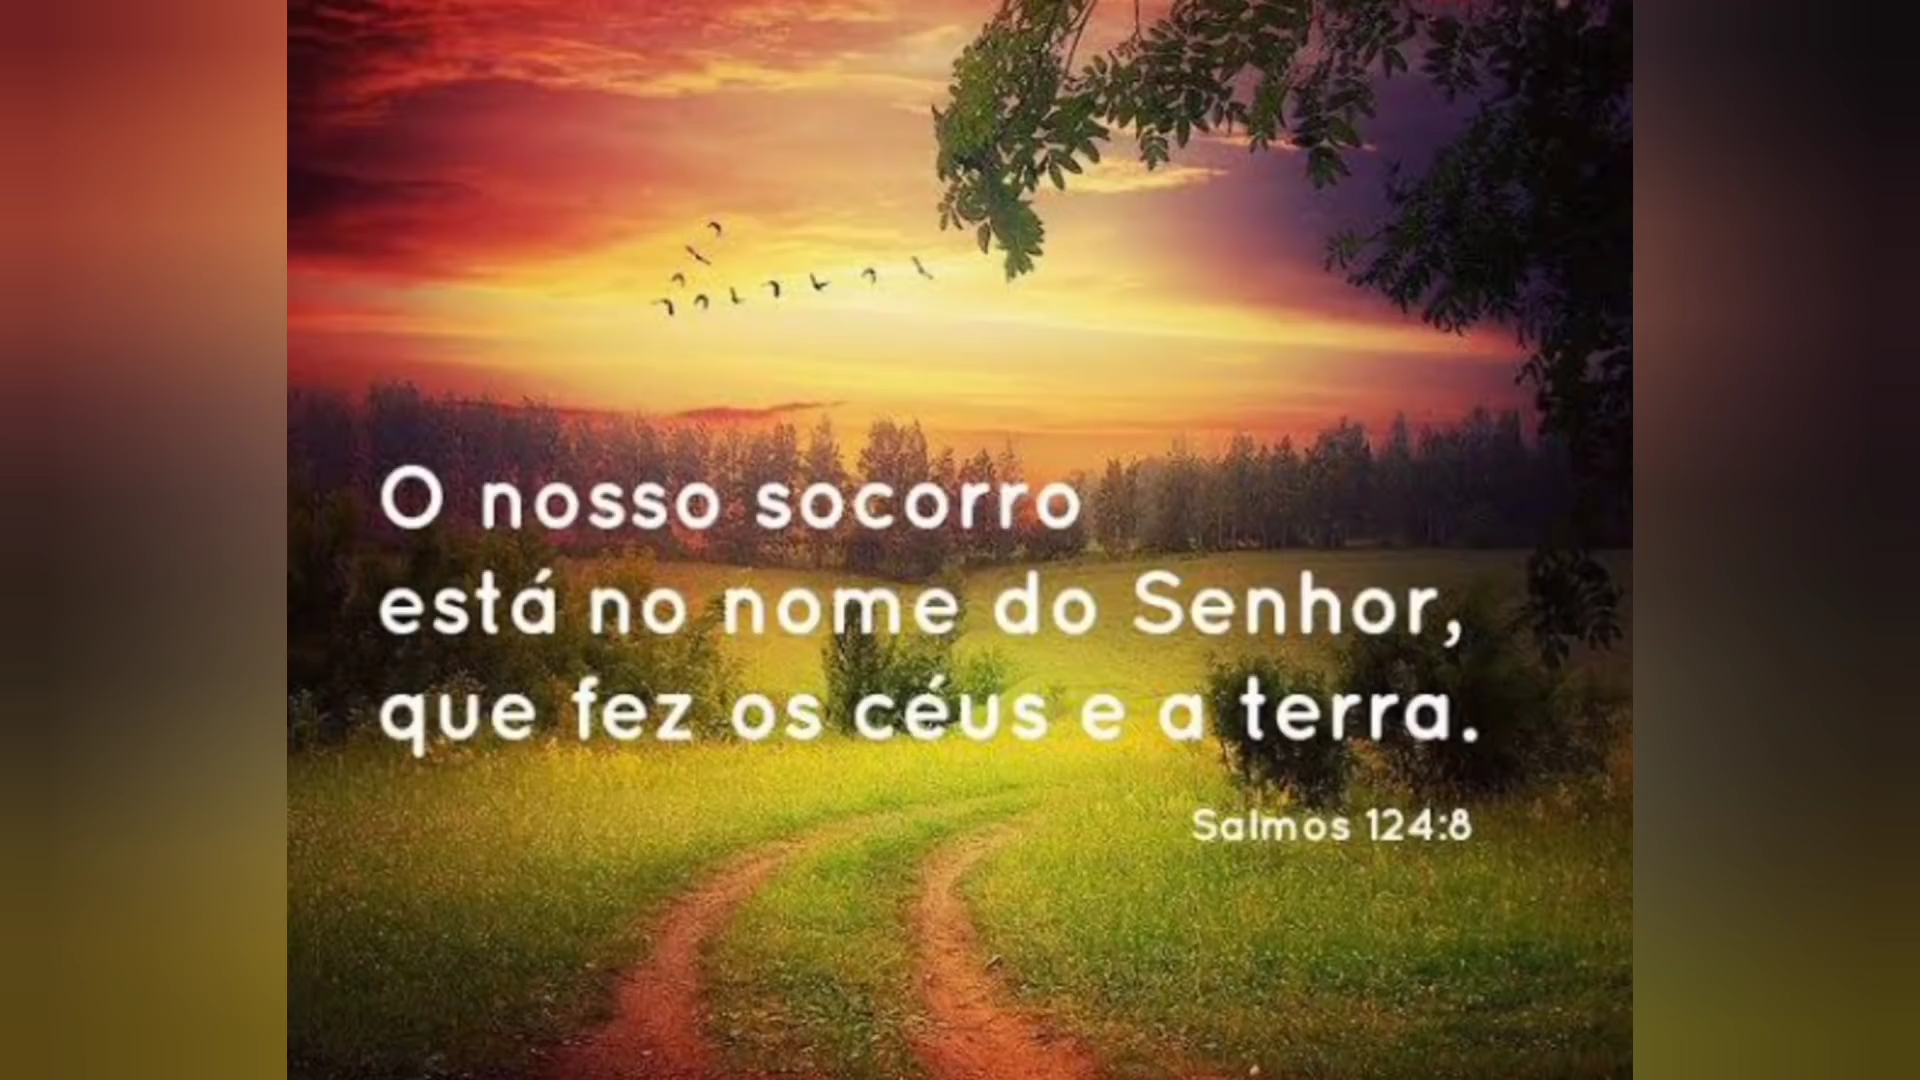 O nosso socorro
está no nome do Senhor,
que fez os céus e a terra.
Salmos 124:8